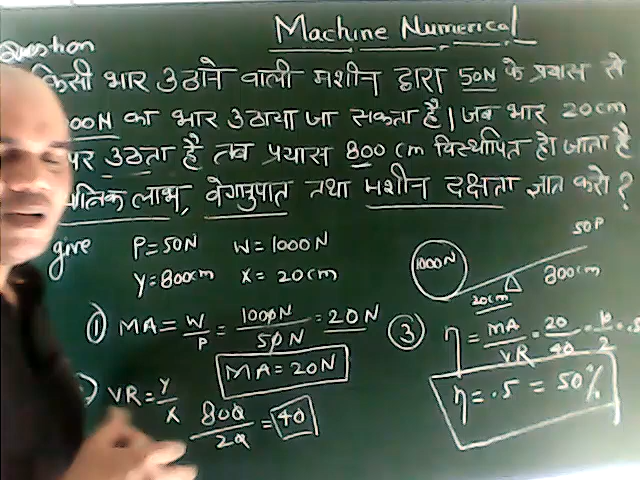 Machine Numerical
Question
किसी भार उठाने वाली मशीन द्वारा 50N के प्रयास से
000N का भार उठाया जा सकता है। जब भार 20cm
पर उठता है तब प्रयास 800 cm विस्थापित हो जाता है
लाभ, वेगानुपात तथा मशीन दक्षता ज्ञात करो?
give P=50N W=1000N
Y=800cm X=20cm
① MA=W/P=1000N/50N=20N
MA=20N
VR=Y/X 800/20=40
1000N 50P
20cm 800cm
③ η=MA/VR=20/40
η=.5=50%